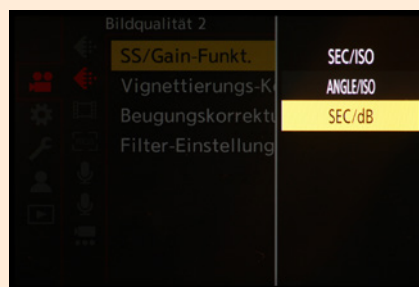 Bildqualität 2
SS/Gain-Funkt.
Vignettierungs-K
Beugungskorrektu
Filter-Einstellung
SEC/ISO
ANGLE/ISO
SEC/dB